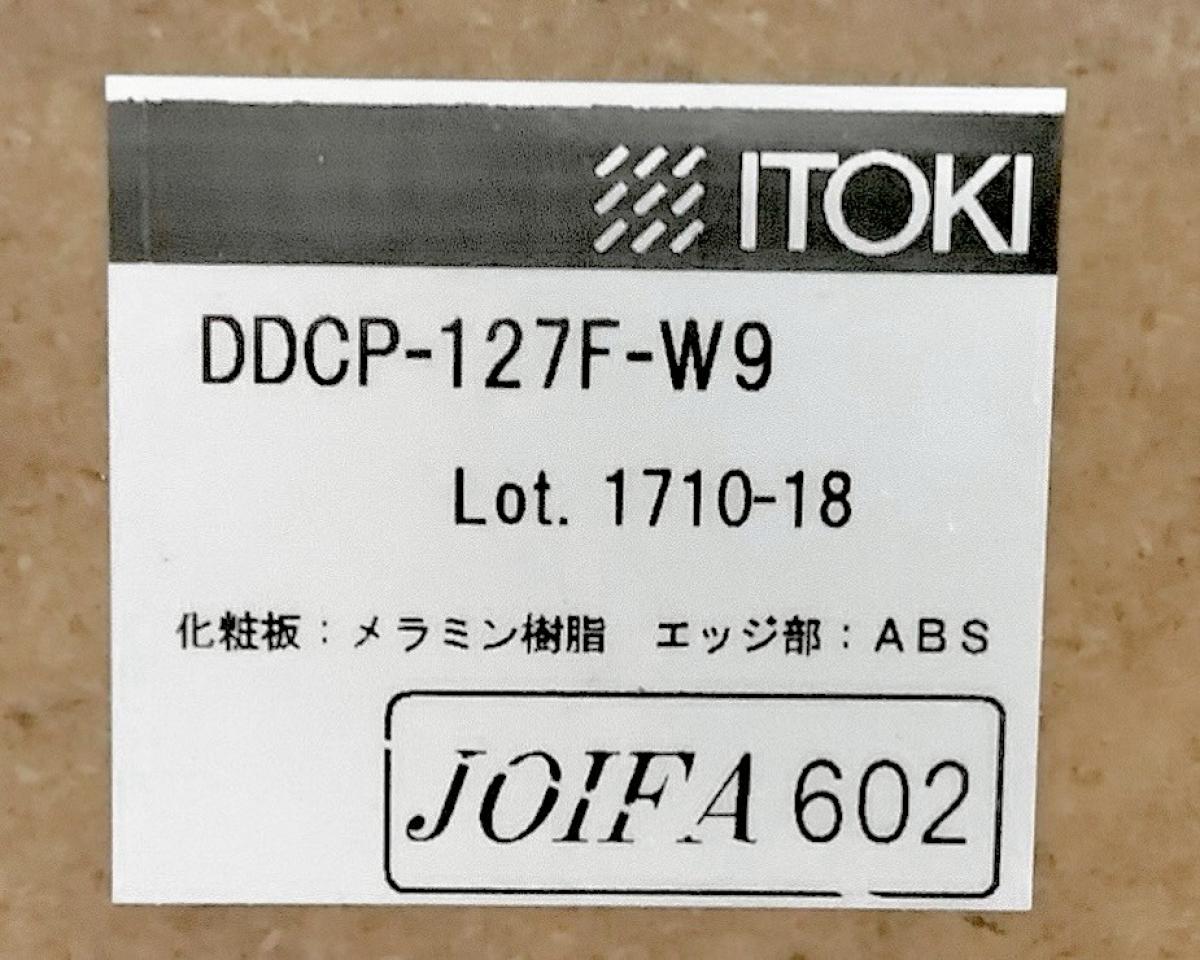 ITOKI
DDCP-127F-W9
Lot. 1710-18
化粧板：メラミン樹脂　エッジ部：ＡＢＳ
JOIFA 602